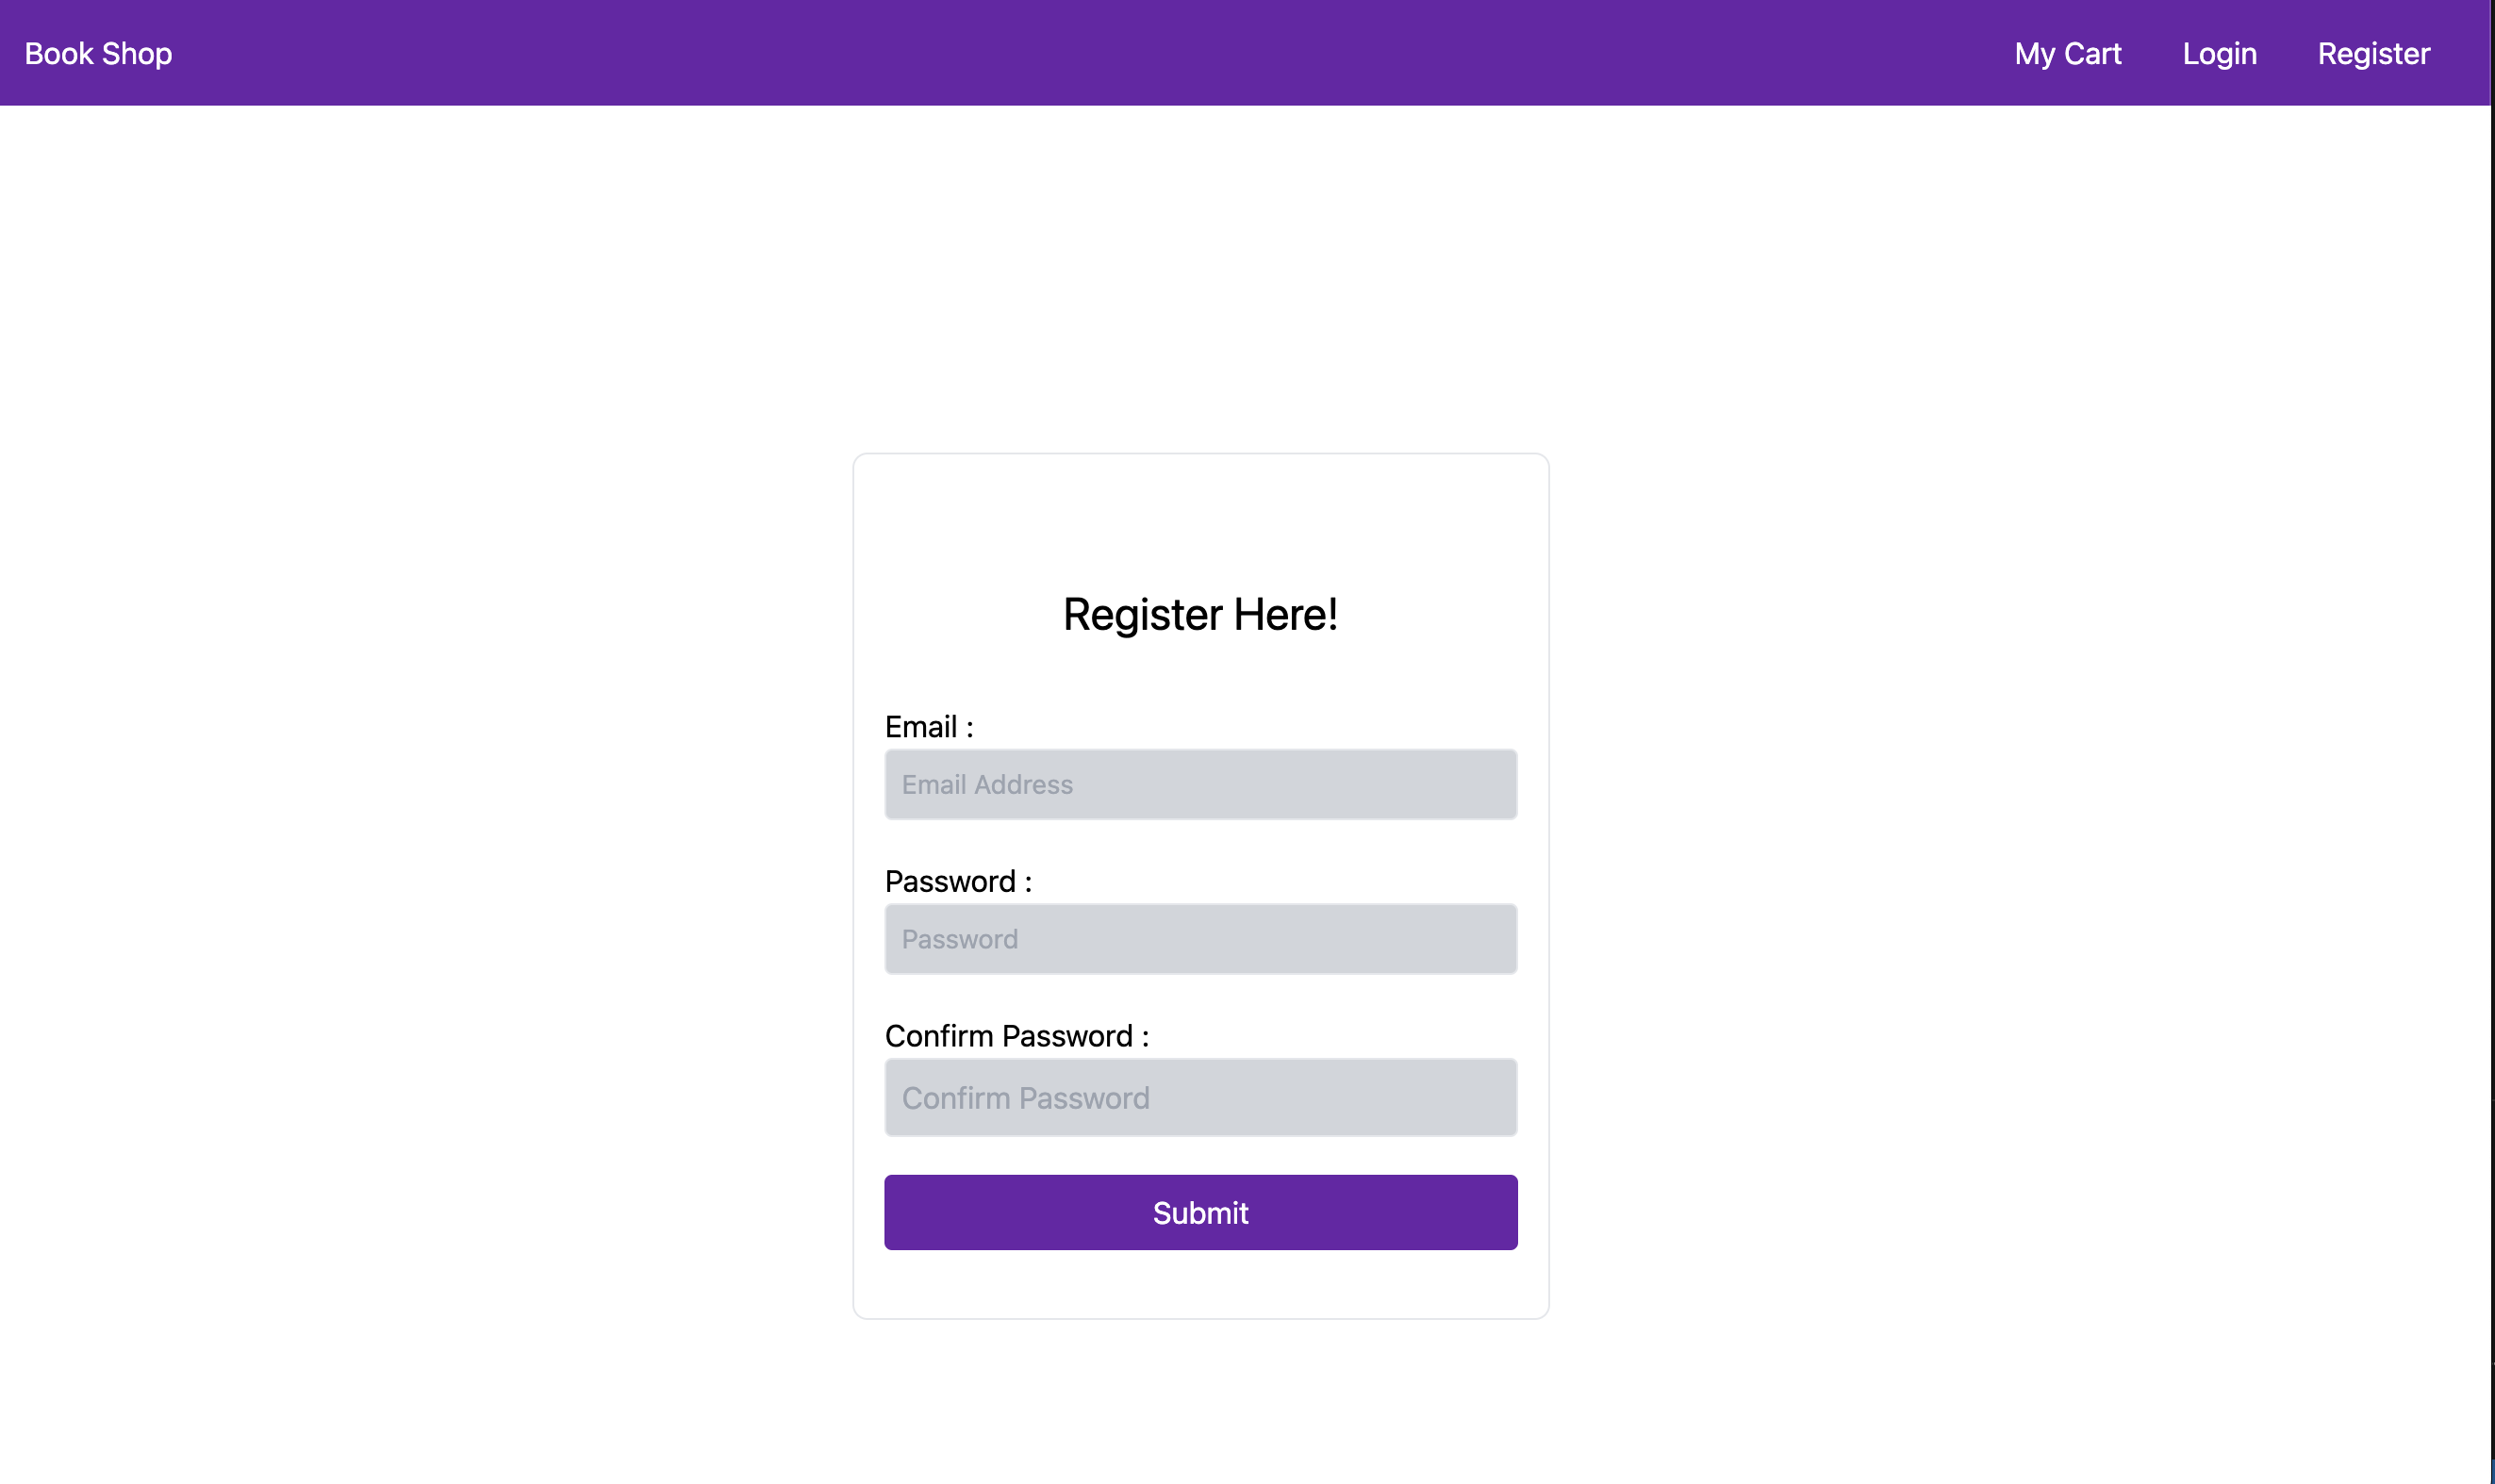 Book Shop My Cart Login Register
Register Here!
Email :
Email Address
Password :
Password
Confirm Password :
Confirm Password
Submit